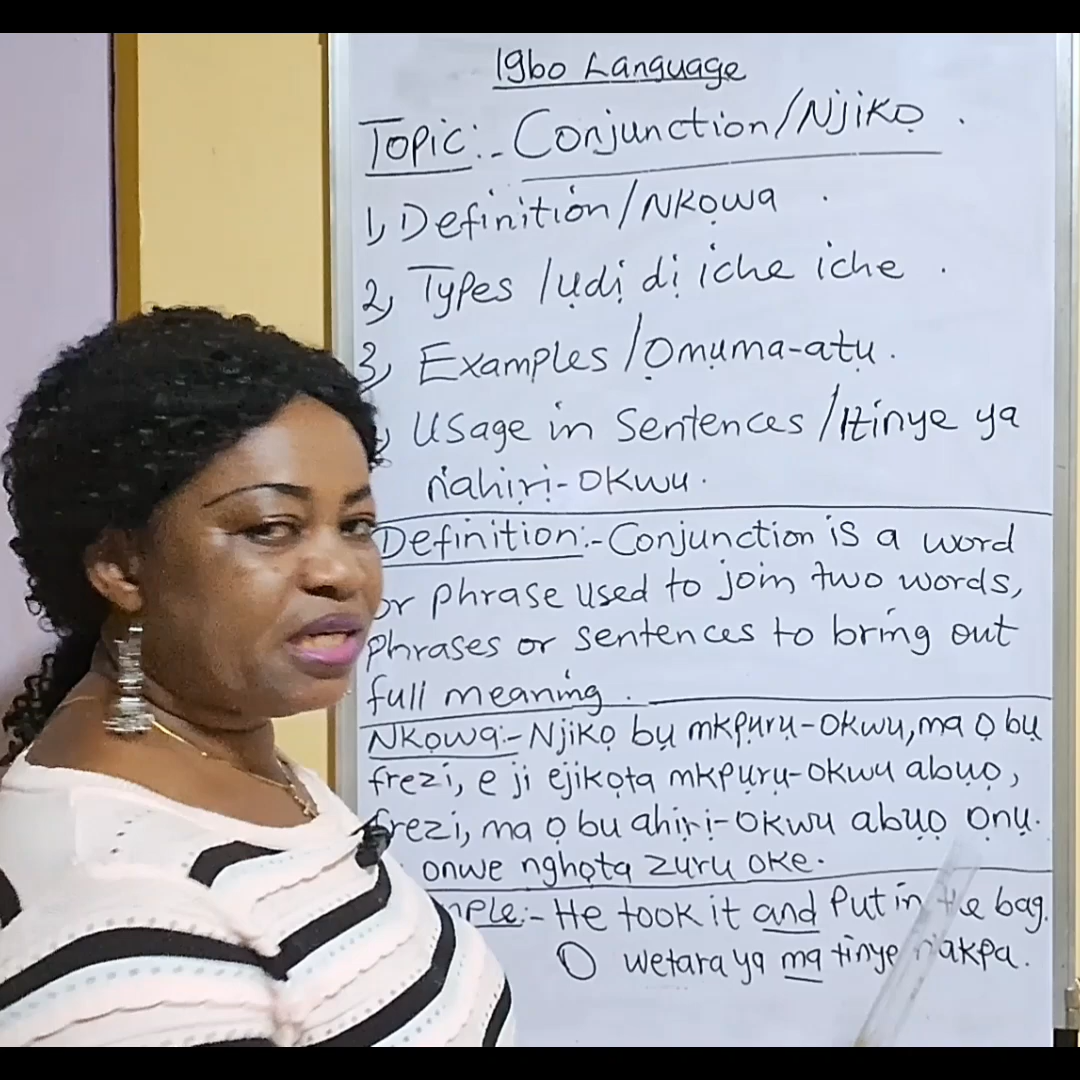 Igbo Language
Topic:- Conjunction/Njikọ.
1, Definition/Nkọwa.
2, Types /ụdị dị iche iche.
3, Examples /Ọmụma-atụ.
, Usage in Sentences /Itinye ya
n'ahịrị-okwu.
Definition:- Conjunction is a word
or phrase used to join two words,
phrases or sentences to bring out
full meaning.
Nkọwa:- Njikọ bụ mkpụrụ-okwu, ma ọ bụ
frezi, e ji ejikọta mkpụrụ-okwu abụọ,
frezi, ma ọ bu ahịrị-okwu abụọ ọnụ.
onwe nghọta zuru oke.
mple:- He took it and put in the bag.
O wetara ya ma tinye n'akpa.